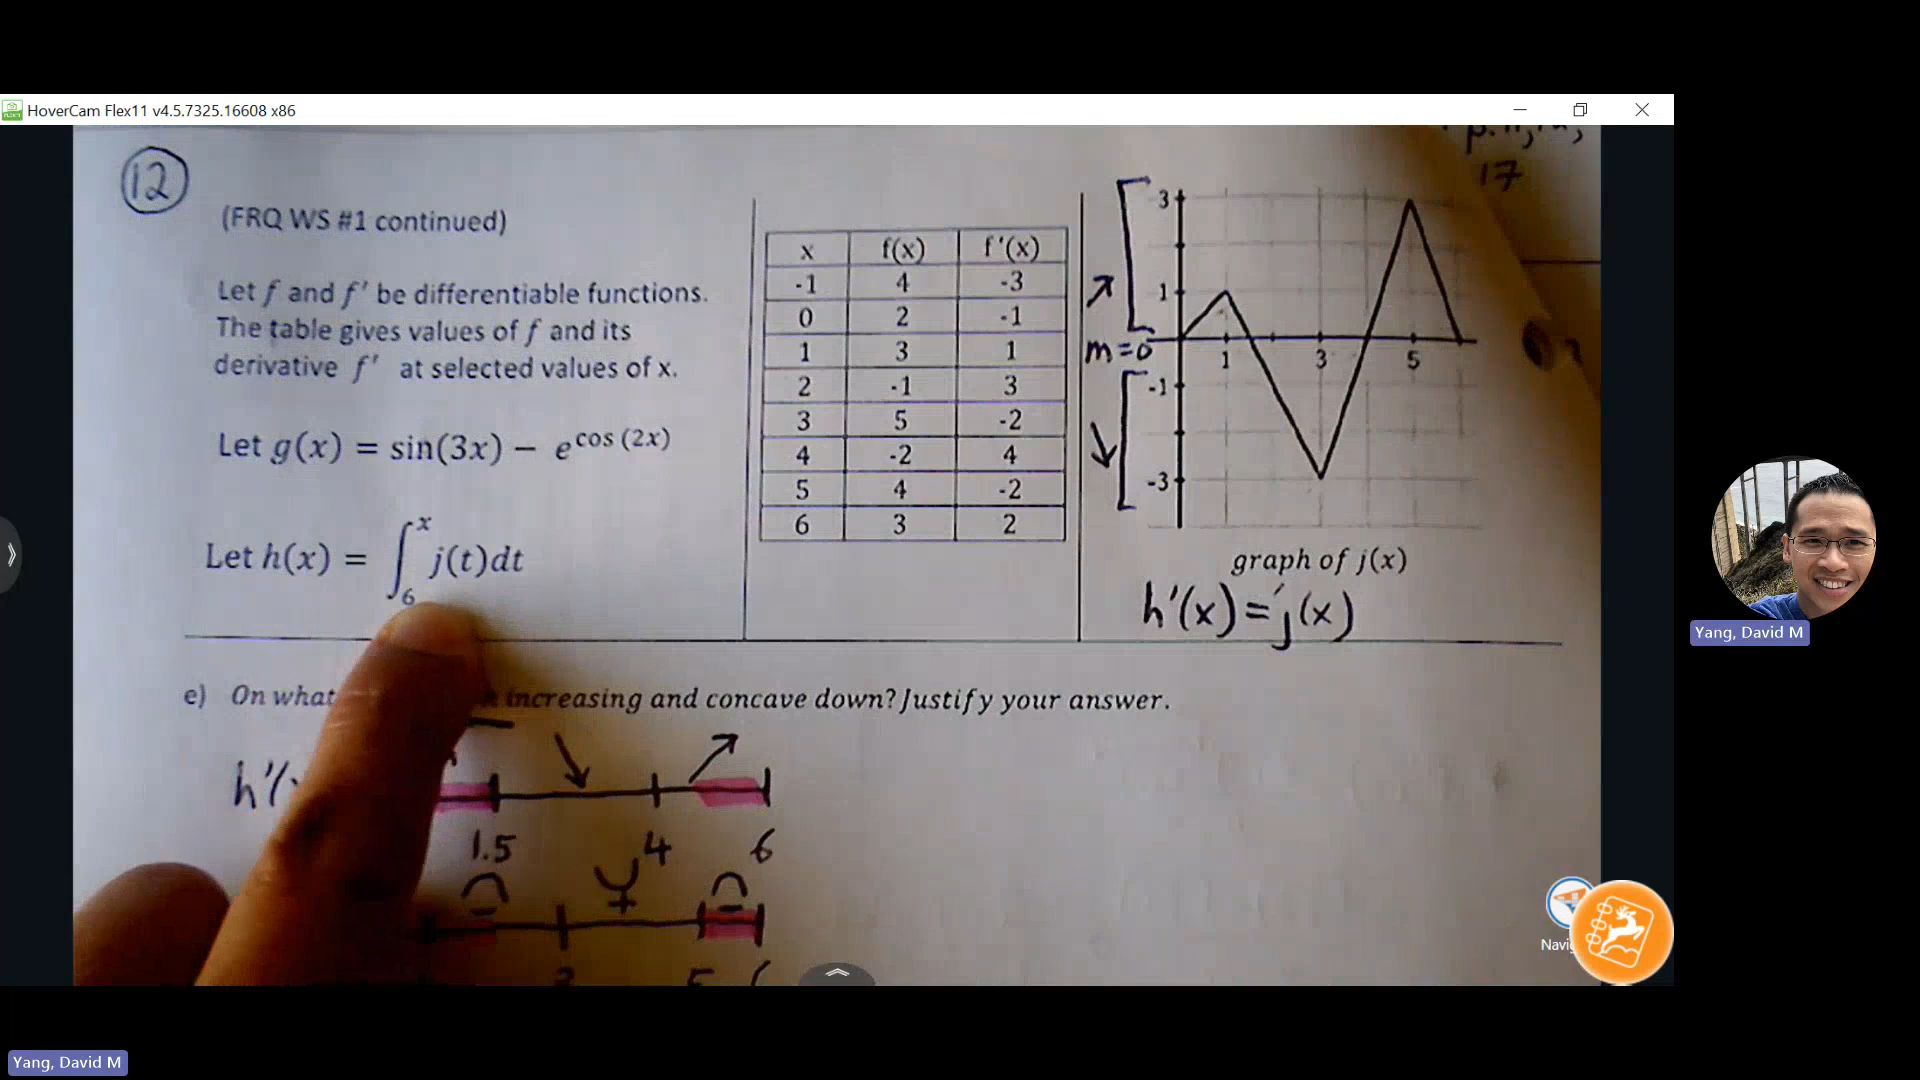 HoverCam Flex11 v4.5.7325.16608 x86
12
17
(FRQ WS #1 continued)
Let f and f' be differentiable functions.
The table gives values of f and its
derivative f' at selected values of x.
Let g(x) = sin(3x) − e^cos (2x)
Let h(x) = ∫_6^x j(t)dt
x f(x) f'(x)
-1 4 -3
0 2 -1
1 3 1
2 -1 3
3 5 -2
4 -2 4
5 4 -2
6 3 2
3
1
m=0
1 3 5
-1
-3
graph of j(x)
h'(x)=j(x)
e) On what increasing and concave down? Justify your answer.
h'(
1.5 4 6
Yang, David M
Yang, David M